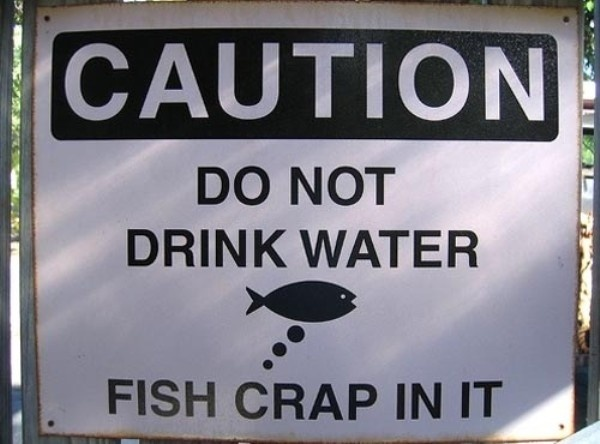 CAUTION
DO NOT
DRINK WATER
FISH CRAP IN IT